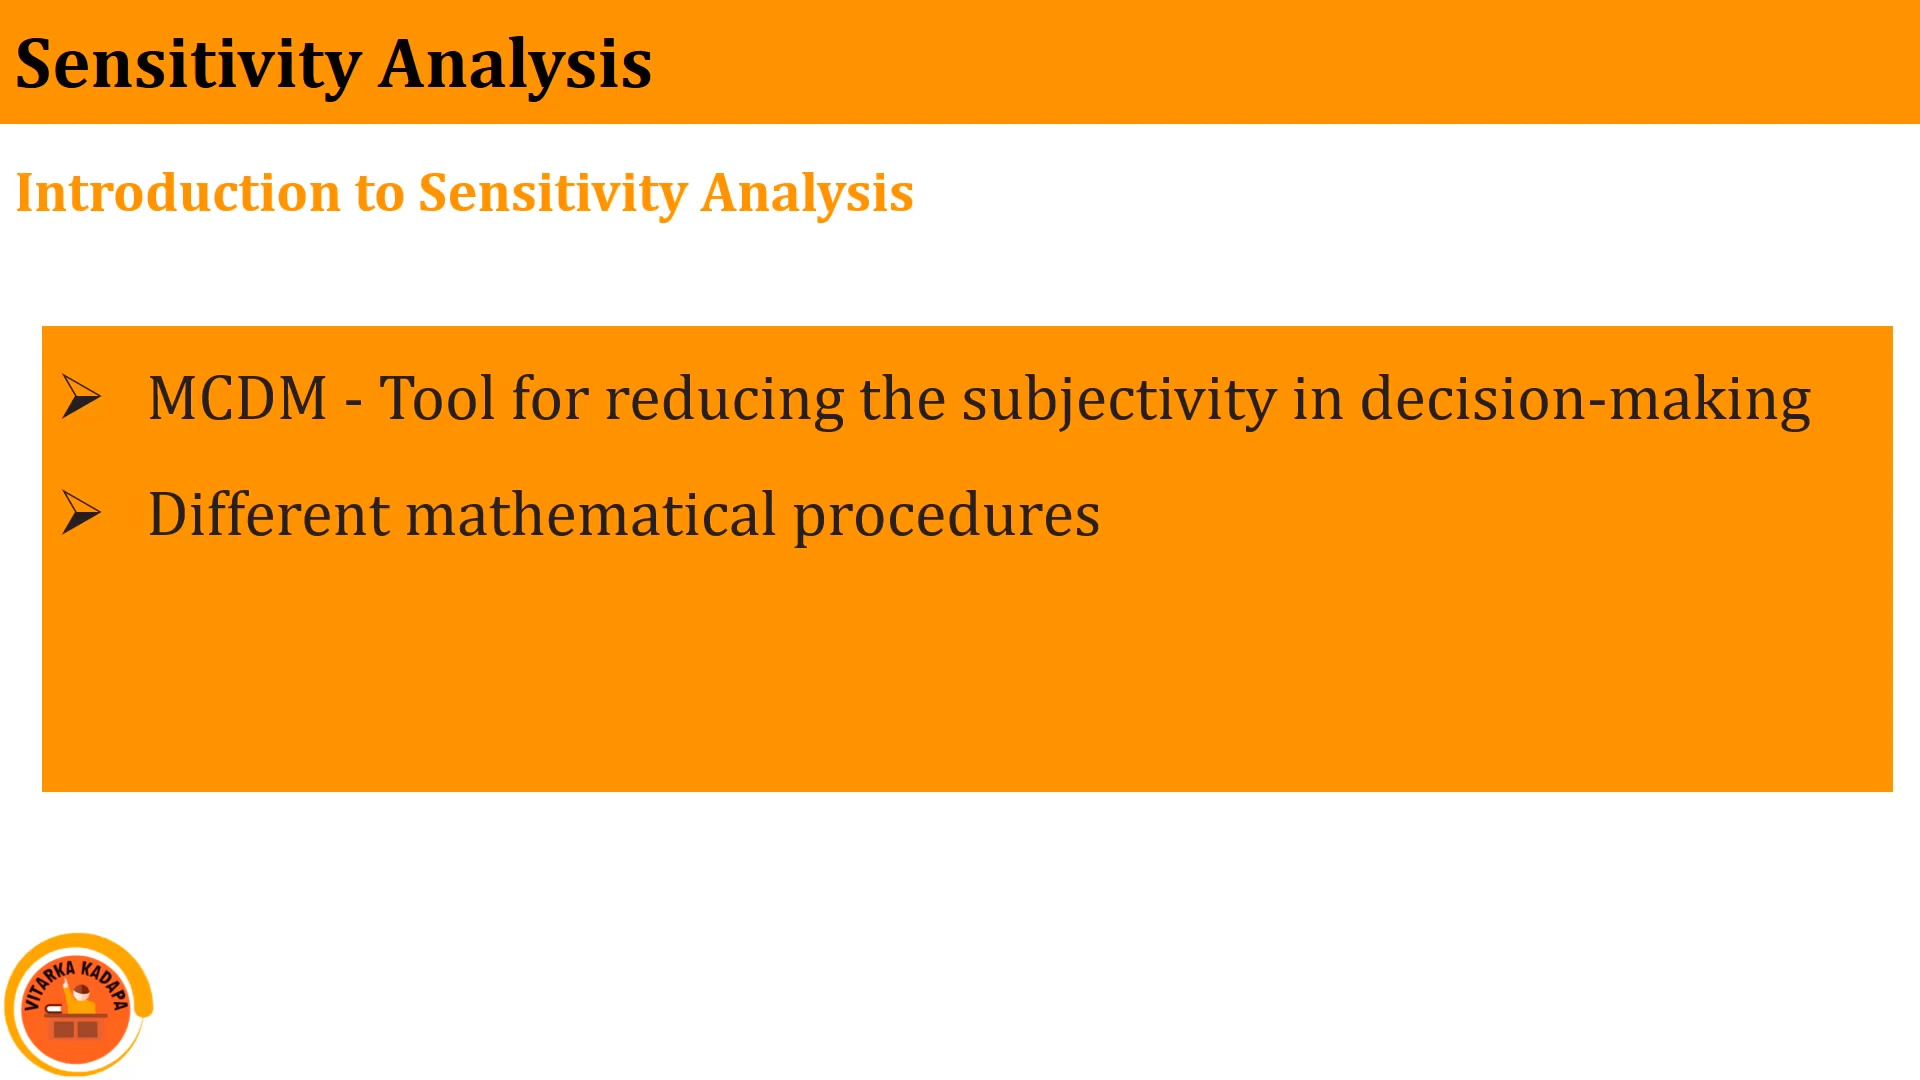 Sensitivity Analysis
Introduction to Sensitivity Analysis
➢ MCDM - Tool for reducing the subjectivity in decision-making
➢ Different mathematical procedures
VITARKA KADAPA